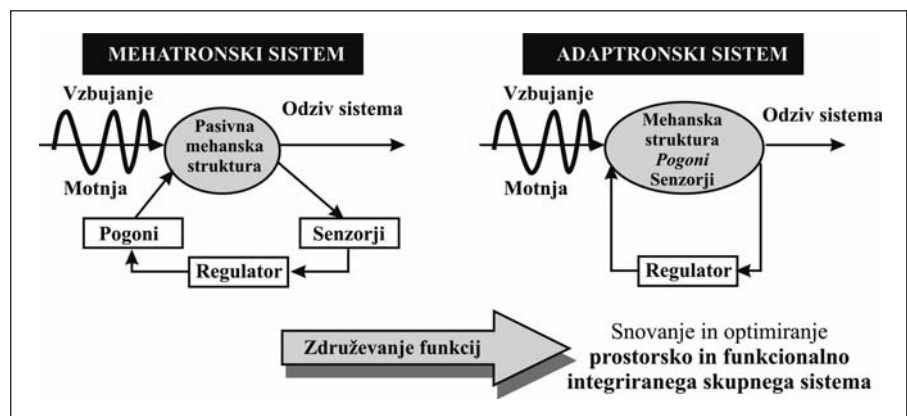 MEHATRONSKI SISTEM
Vzbujanje
Odziv sistema
Pasivna
mehanska
struktura
Motnja
Pogoni
Senzorji
Regulator
ADAPTRONSKI SISTEM
Vzbujanje
Odziv sistema
Mehanska
struktura
Pogoni
Senzorji
Motnja
Regulator
Združevanje funkcij
Snovanje in optimiranje
prostorsko in funkcionalno
integriranega skupnega sistema